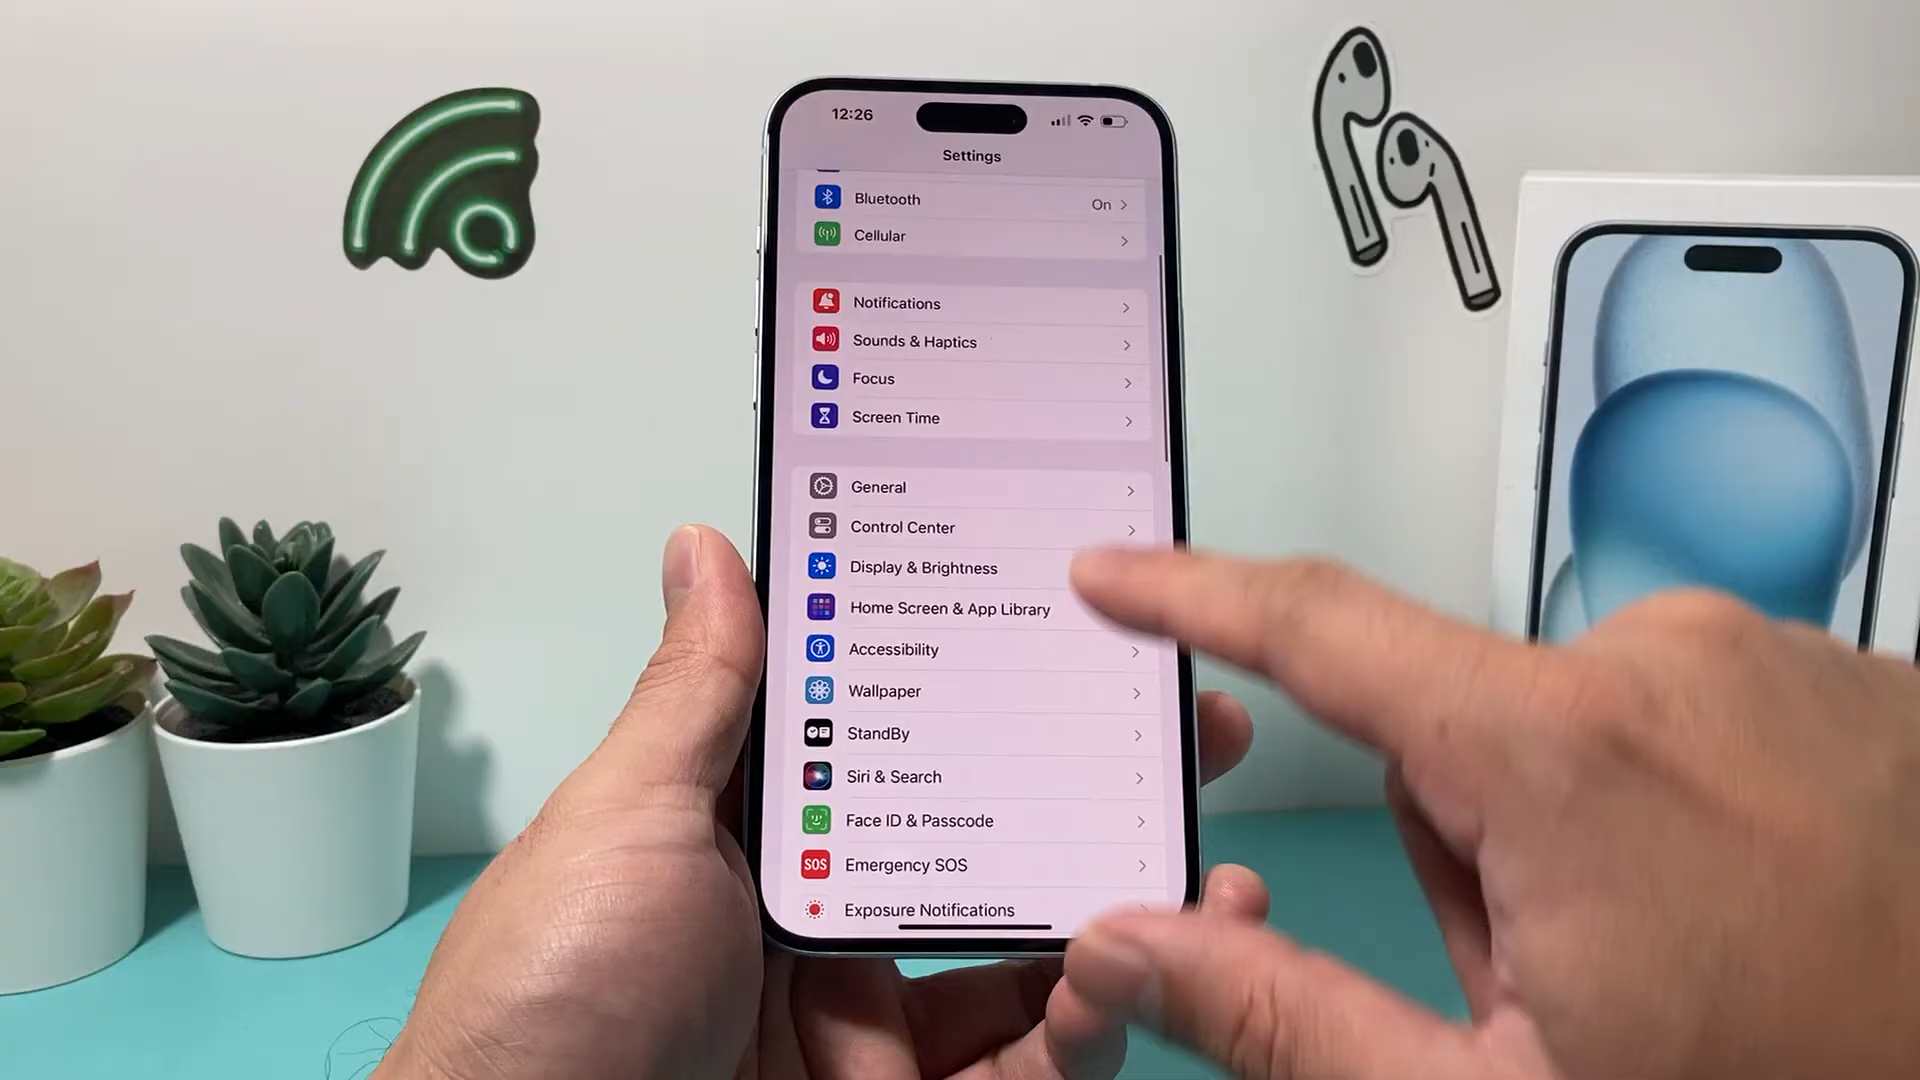 12:26
Settings
Bluetooth On
Cellular
Notifications
Sounds & Haptics
Focus
Screen Time
General
Control Center
Display & Brightness
Home Screen & App Library
Accessibility
Wallpaper
StandBy
Siri & Search
Face ID & Passcode
SOS Emergency SOS
Exposure Notifications